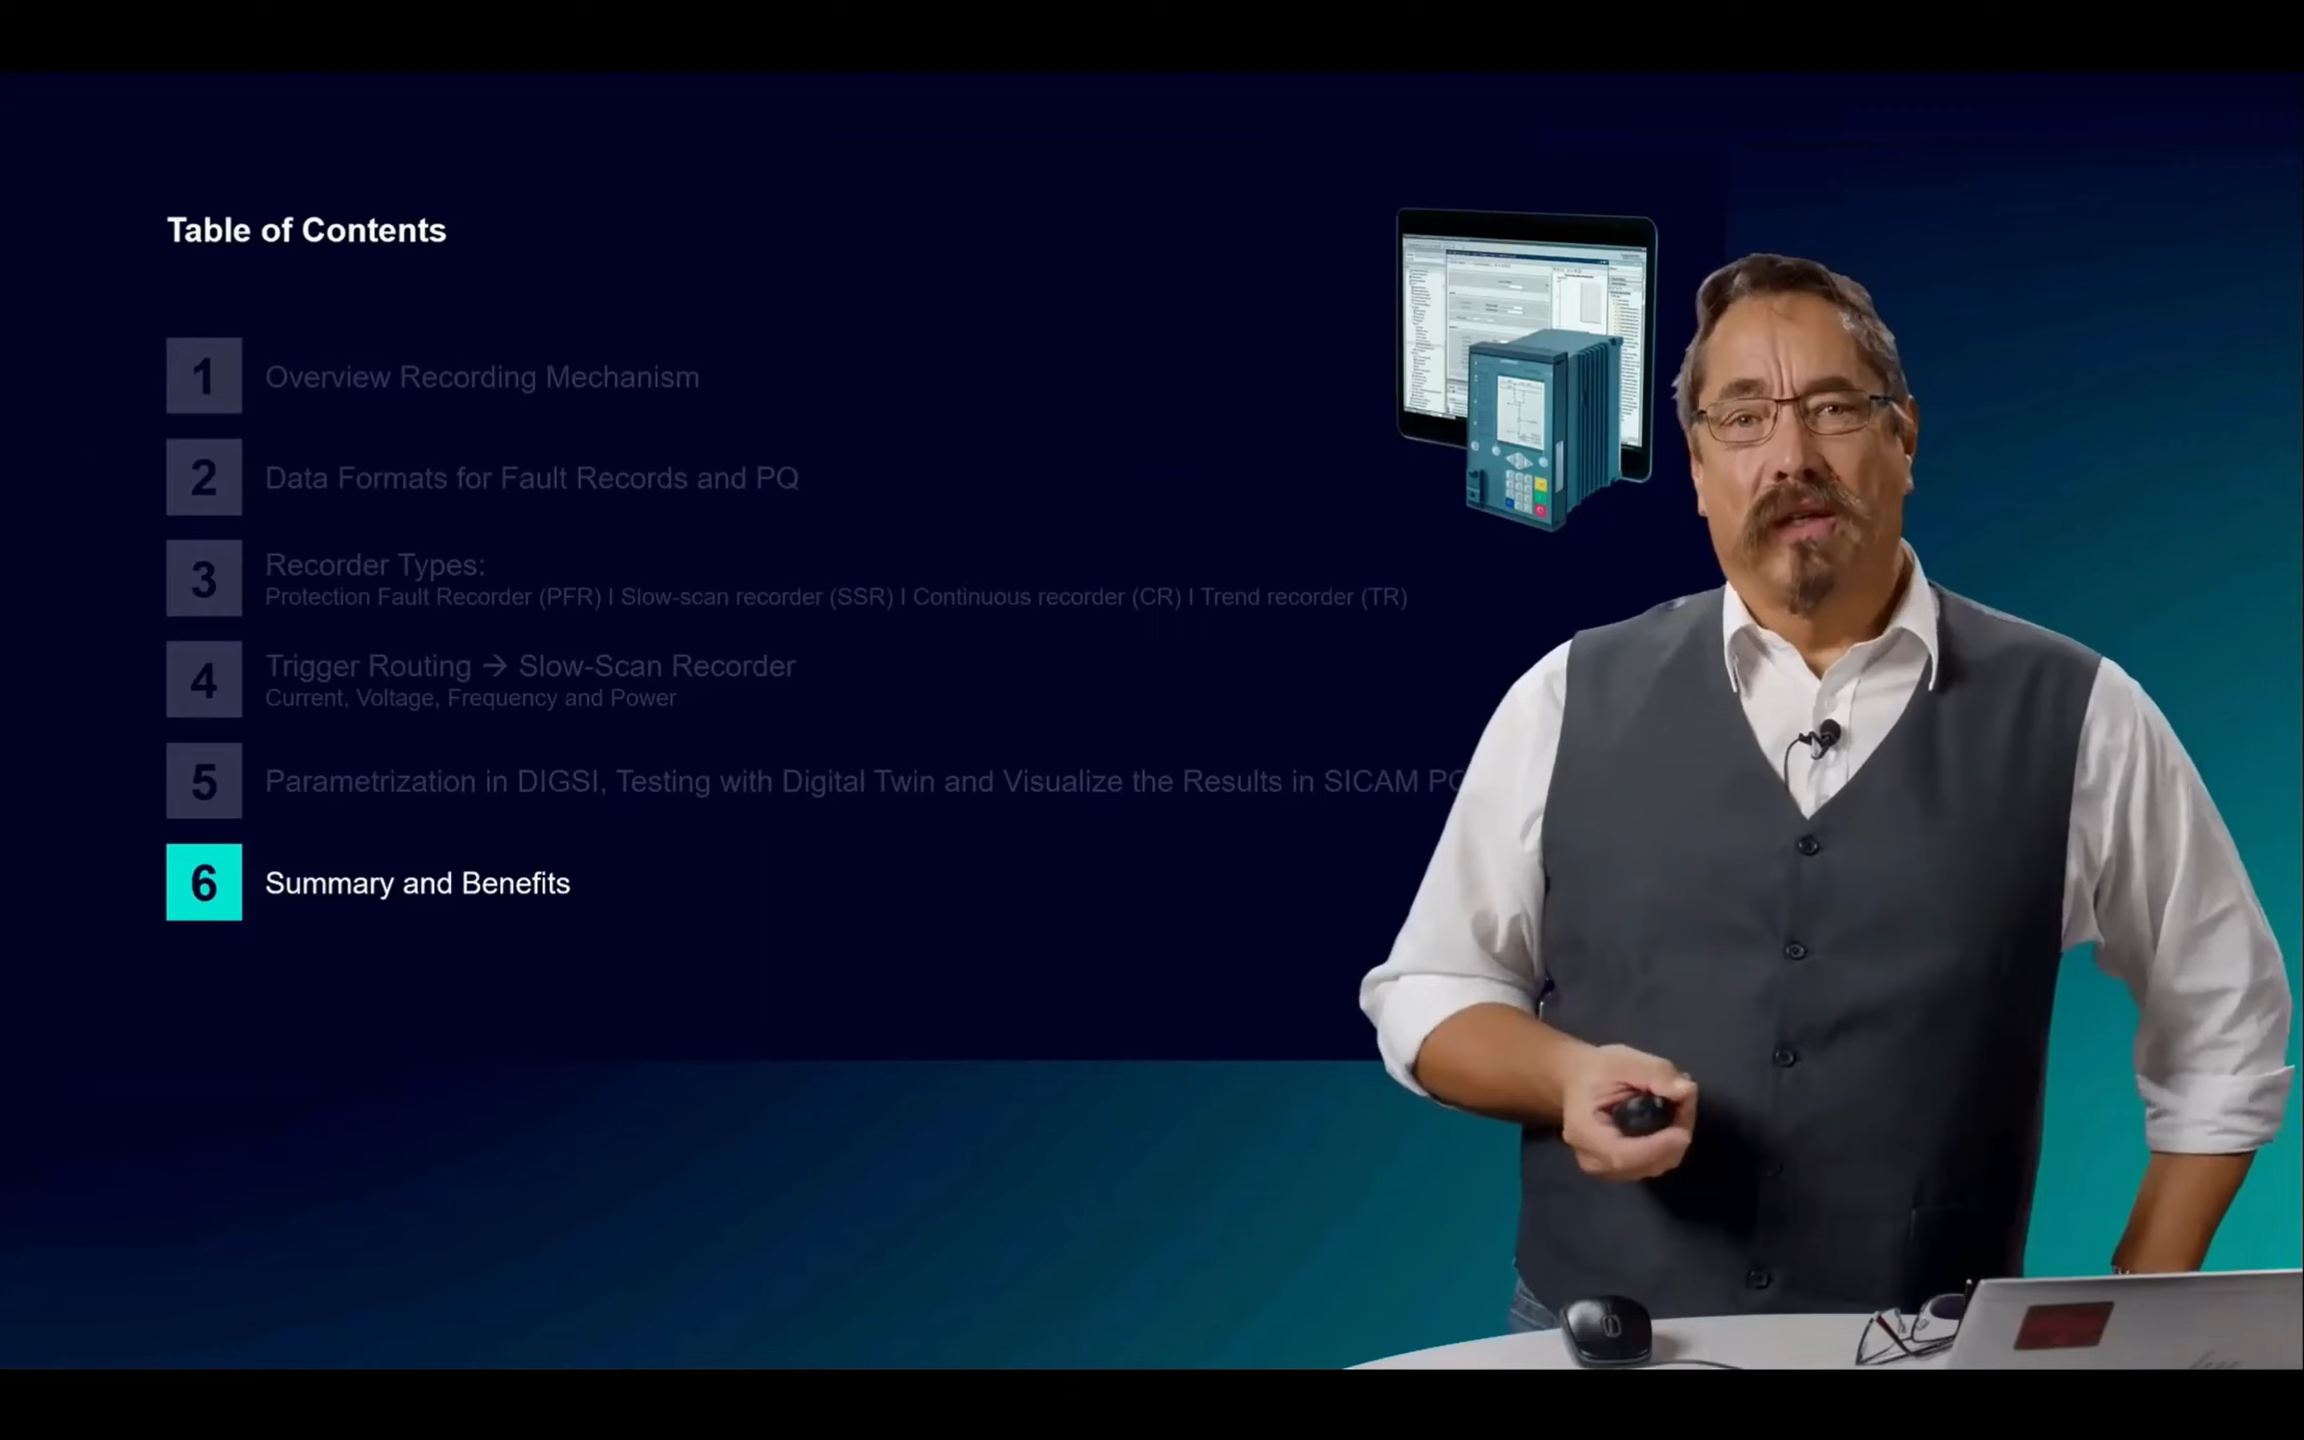 Table of Contents
1 Overview Recording Mechanism
2 Data Formats for Fault Records and PQ
3 Recorder Types:
Protection Fault Recorder (PFR) I Slow-scan recorder (SSR) I Continuous recorder (CR) I Trend recorder (TR)
4 Trigger Routing → Slow-Scan Recorder
Current, Voltage, Frequency and Power
5 Parametrization in DIGSI, Testing with Digital Twin and Visualize the Results in SICAM PQ
6 Summary and Benefits